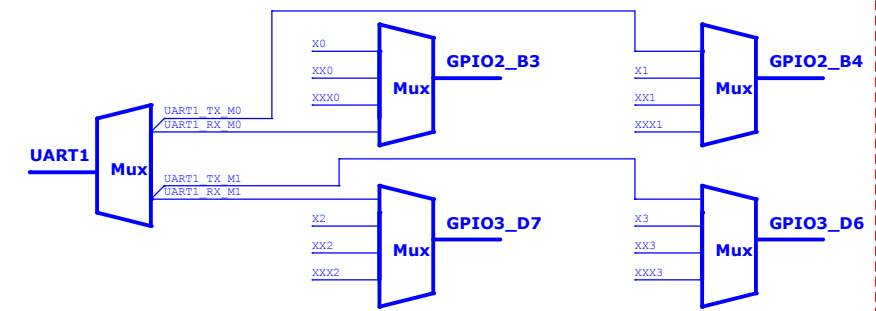 X0
GPIO2_B3
GPIO2_B4
XX0
X1
Mux
Mux
XXX0
XX1
UART1_TX_M0
UART1_RX_M0
XXX1
UART1
Mux
UART1_TX_M1
UART1_RX_M1
X2
GPIO3_D7
X3
GPIO3_D6
XX2
Mux
XX3
Mux
XXX2
XXX3